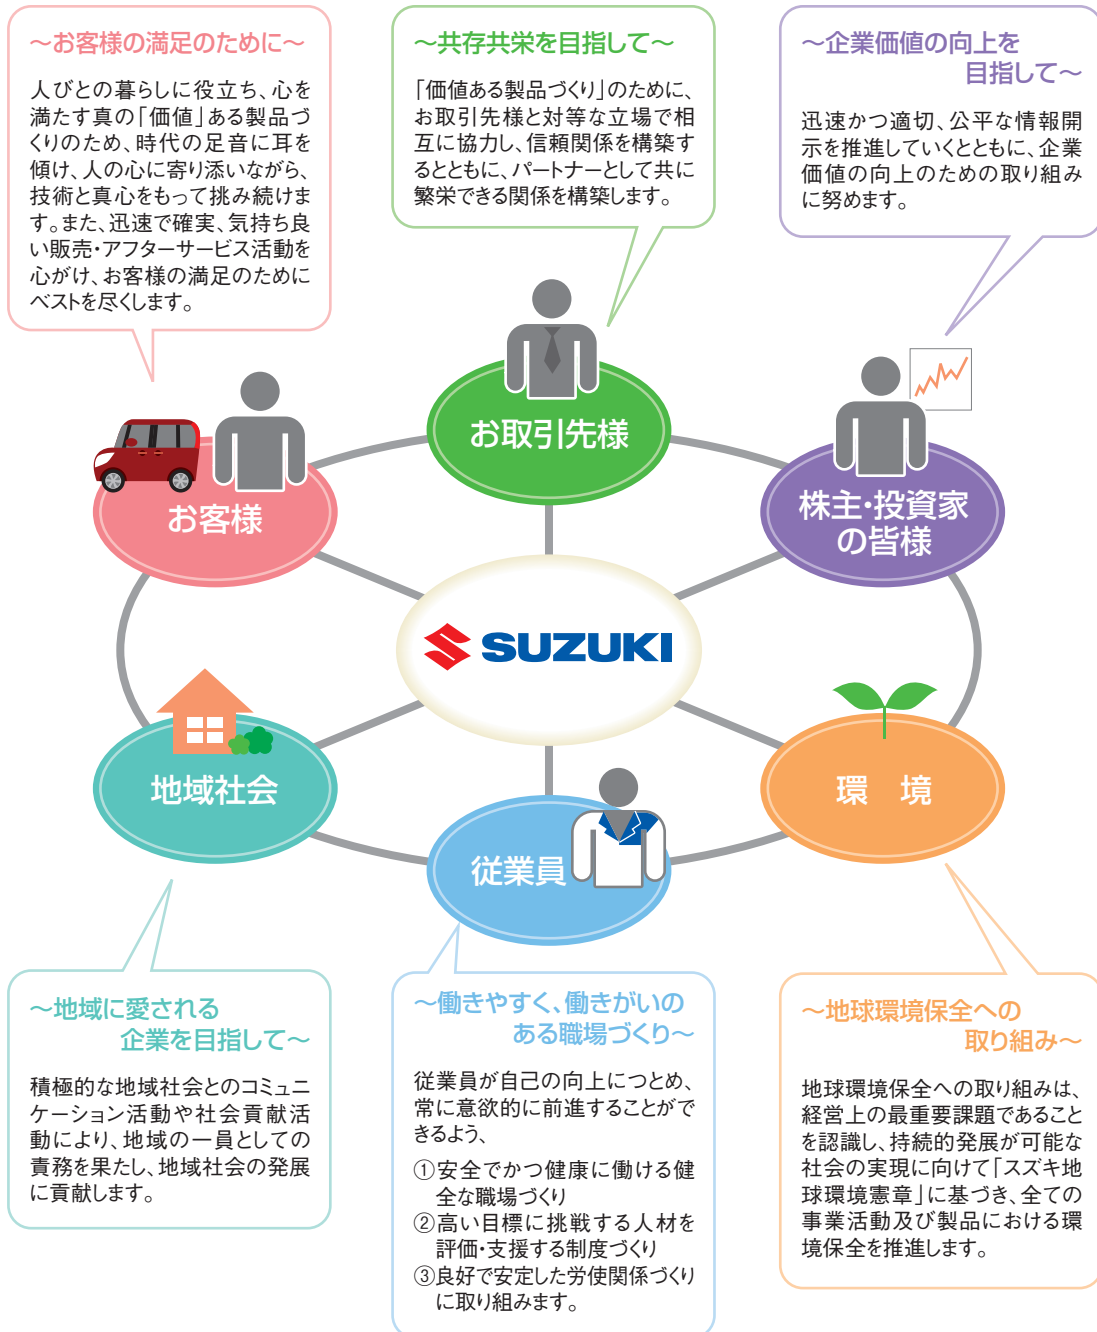 ～お客様の満足のために～
人びとの暮らしに役立ち、心を
満たす真の「価値」ある製品づ
くりのため、時代の足音に耳を
傾け、人の心に寄り添いながら、
技術と真心をもって挑み続けま
す。また、迅速で確実、気持ち良
い販売・アフターサービス活動を
心がけ、お客様の満足のために
ベストを尽くします。
～共存共栄を目指して～
「価値ある製品づくり」のために、
お取引先様と対等な立場で相
互に協力し、信頼関係を構築す
るとともに、パートナーとして共に
繁栄できる関係を構築します。
～企業価値の向上を
目指して～
迅速かつ適切、公平な情報開
示を推進していくとともに、企業
価値の向上のための取り組み
に努めます。
お取引先様
お客様
株主・投資家
の皆様
SUZUKI
地域社会
環　境
従業員
～地域に愛される
企業を目指して～
積極的な地域社会とのコミュニ
ケーション活動や社会貢献活
動により、地域の一員としての
責務を果たし、地域社会の発展
に貢献します。
～働きやすく、働きがいの
ある職場づくり～
従業員が自己の向上につとめ、
常に意欲的に前進することがで
きるよう、
①安全でかつ健康に働ける健
全な職場づくり
②高い目標に挑戦する人材を
評価・支援する制度づくり
③良好で安定した労使関係づくり
に取り組みます。
～地球環境保全への
取り組み～
地球環境保全への取り組みは、
経営上の最重要課題であること
を認識し、持続的発展が可能な
社会の実現に向けて「スズキ地
球環境憲章」に基づき、全ての
事業活動及び製品における環
境保全を推進します。